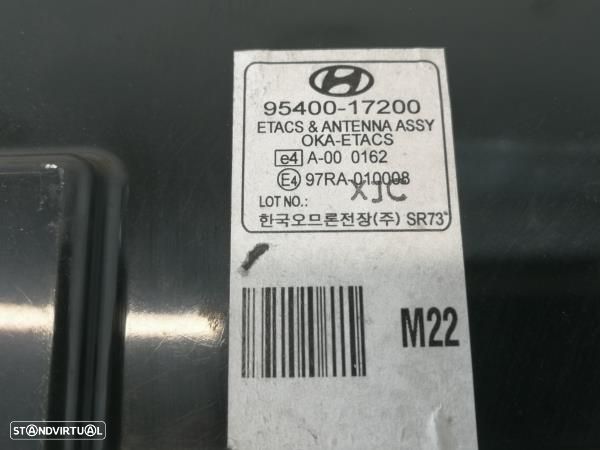 95400-17200
ETACS & ANTENNA ASSY
OKA-ETACS
e4 A-00 0162
E4 97RA-010008
LOT NO.: XJC
한국오므론전장(주) SR73*
M22
STANDVIRTUAL